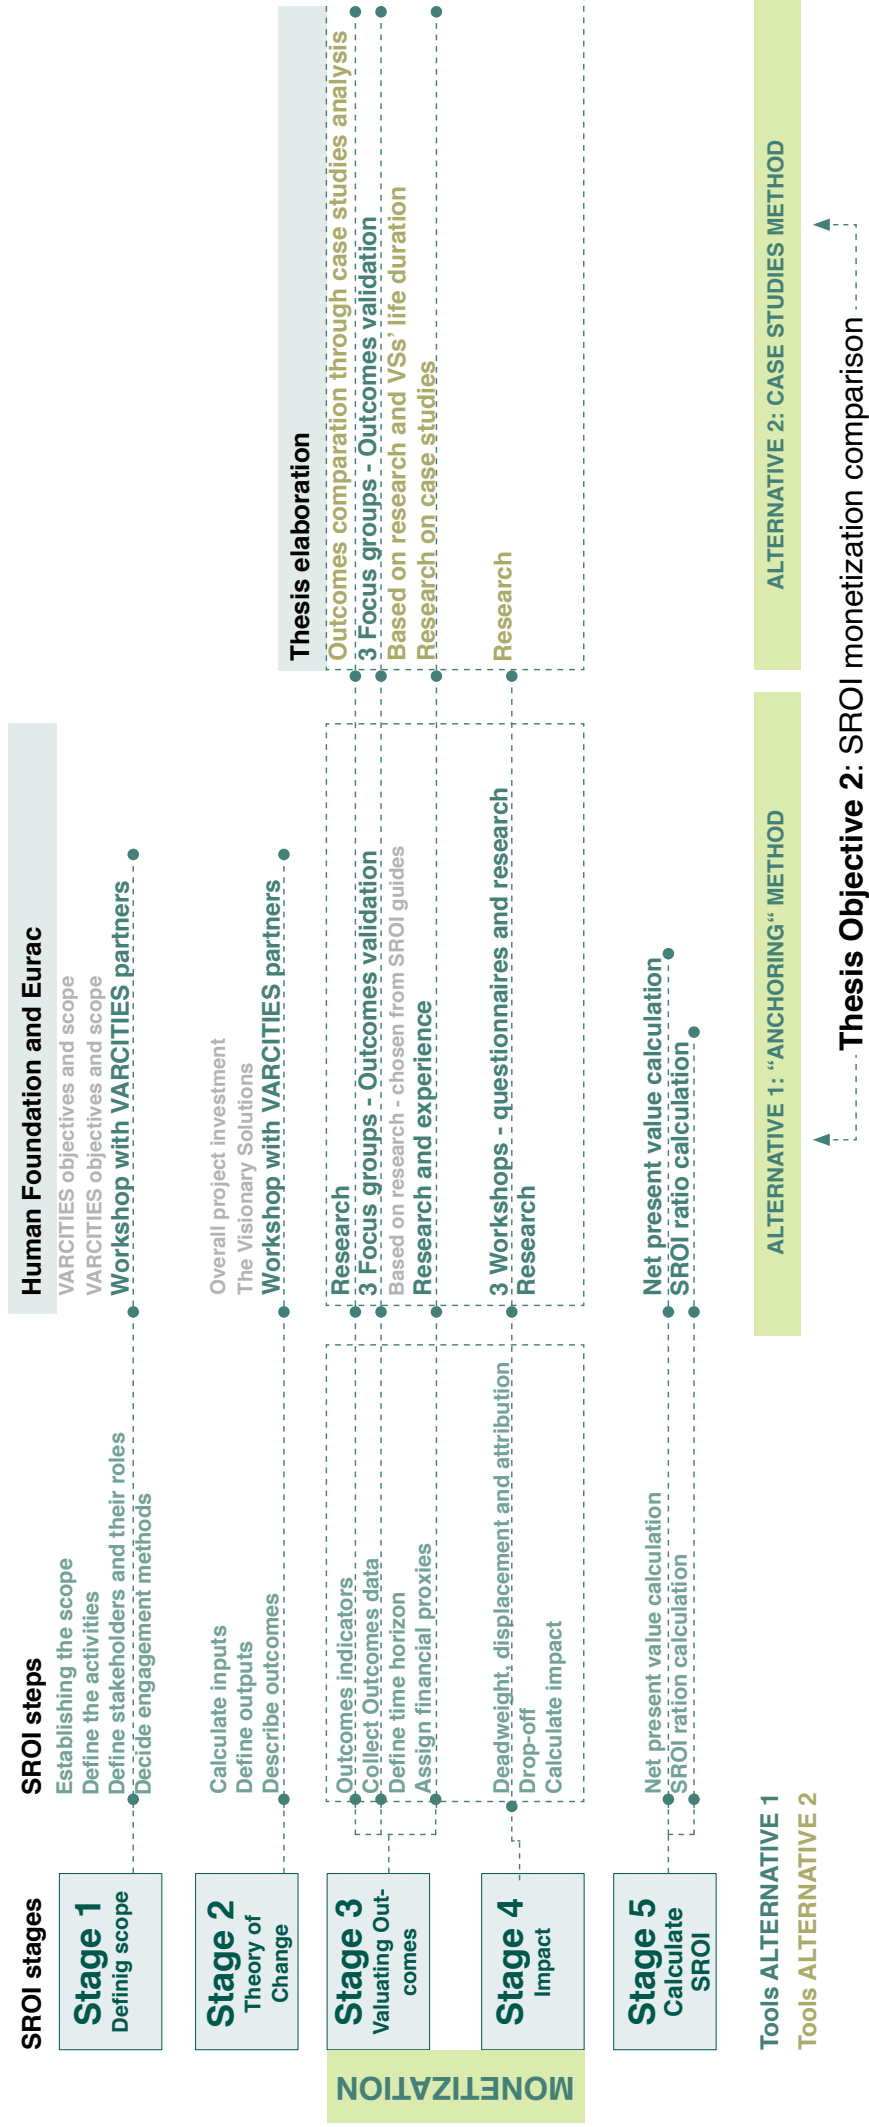 SROI stages
SROI steps
Human Foundation and Eurac
Thesis elaboration
Stage 1
Definig scope
Establishing the scope
Define the activities
Define stakeholders and their roles
Decide engagement methods
VARCITIES objectives and scope
VARCITIES objectives and scope
Workshop with VARCITIES partners
Stage 2
Theory of
Change
Calculate inputs
Define outputs
Describe outcomes
Overall project investment
The Visionary Solutions
Workshop with VARCITIES partners
MONETIZATION
Stage 3
Valuating Out-
comes
Outcomes indicators
Collect Outcomes data
Define time horizon
Assign financial proxies
Research
3 Focus groups - Outcomes validation
Based on research - chosen from SROI guides
Research and experience
Outcomes comparation through case studies analysis
3 Focus groups - Outcomes validation
Based on research and VSs’ life duration
Research on case studies
Stage 4
Impact
Deadweight, displacement and attribution
Drop-off
Calculate impact
3 Workshops - questionnaires and research
Research
Research
Stage 5
Calculate
SROI
Net present value calculation
SROI ration calculation
Net present value calculation
SROI ratio calculation
Tools ALTERNATIVE 1
Tools ALTERNATIVE 2
ALTERNATIVE 1: “ANCHORING“ METHOD
ALTERNATIVE 2: CASE STUDIES METHOD
Thesis Objective 2: SROI monetization comparison